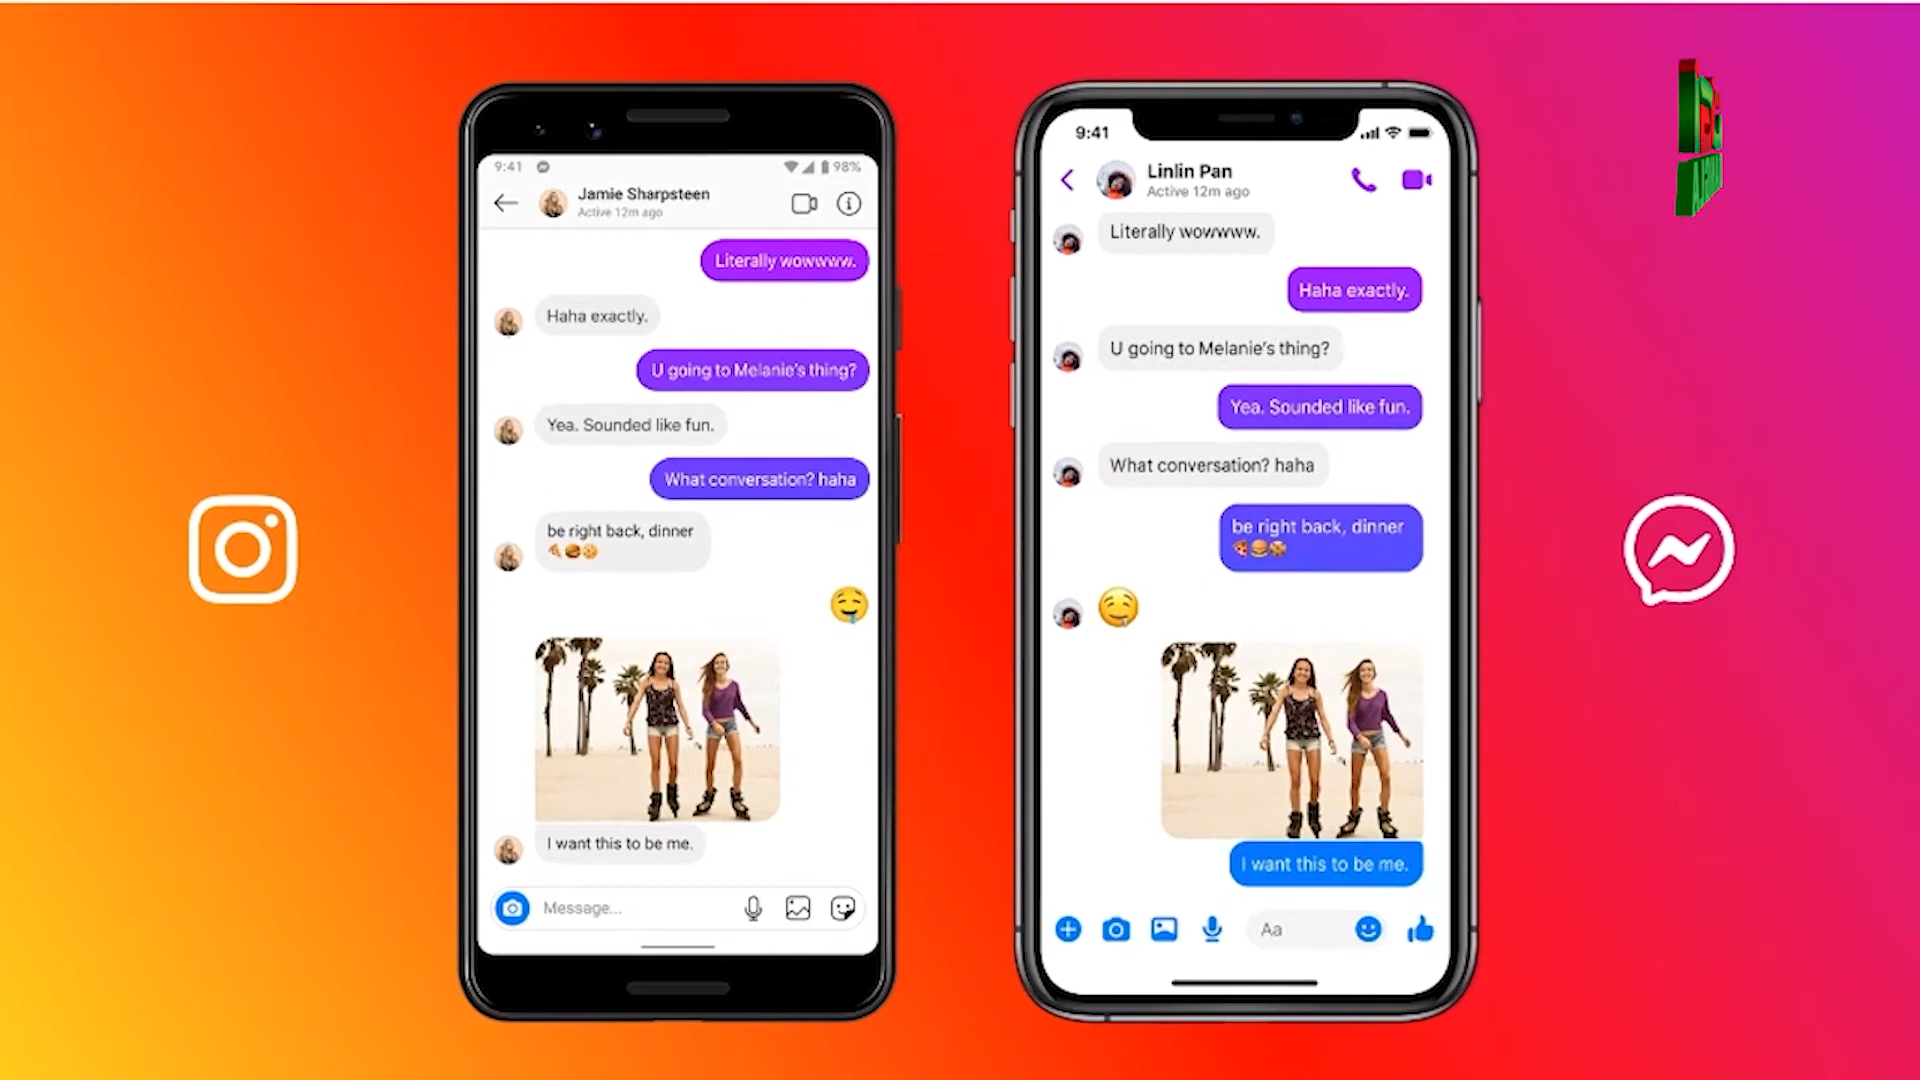 9:41
98%
Jamie Sharpsteen
Active 12m ago
Literally wowwww.
Haha exactly.
U going to Melanie's thing?
Yea. Sounded like fun.
What conversation? haha
be right back, dinner
I want this to be me.
Message...
9:41
Linlin Pan
Active 12m ago
Literally wowwww.
Haha exactly.
U going to Melanie's thing?
Yea. Sounded like fun.
What conversation? haha
be right back, dinner
I want this to be me.
Aa